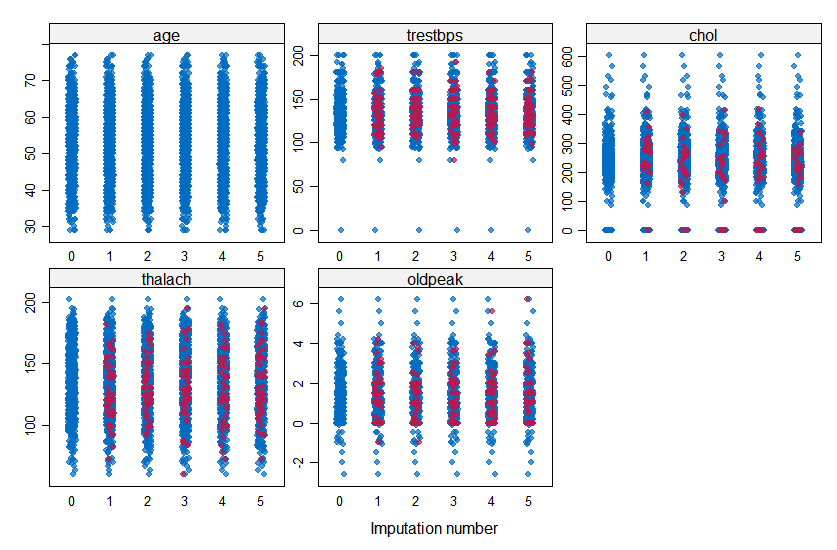 age
30 40 50 60 70
0 1 2 3 4 5
trestbps
0 50 100 150 200
0 1 2 3 4 5
chol
0 100 200 300 400 500 600
0 1 2 3 4 5
thalach
100 150 200
0 1 2 3 4 5
oldpeak
-2 0 2 4 6
0 1 2 3 4 5
Imputation number